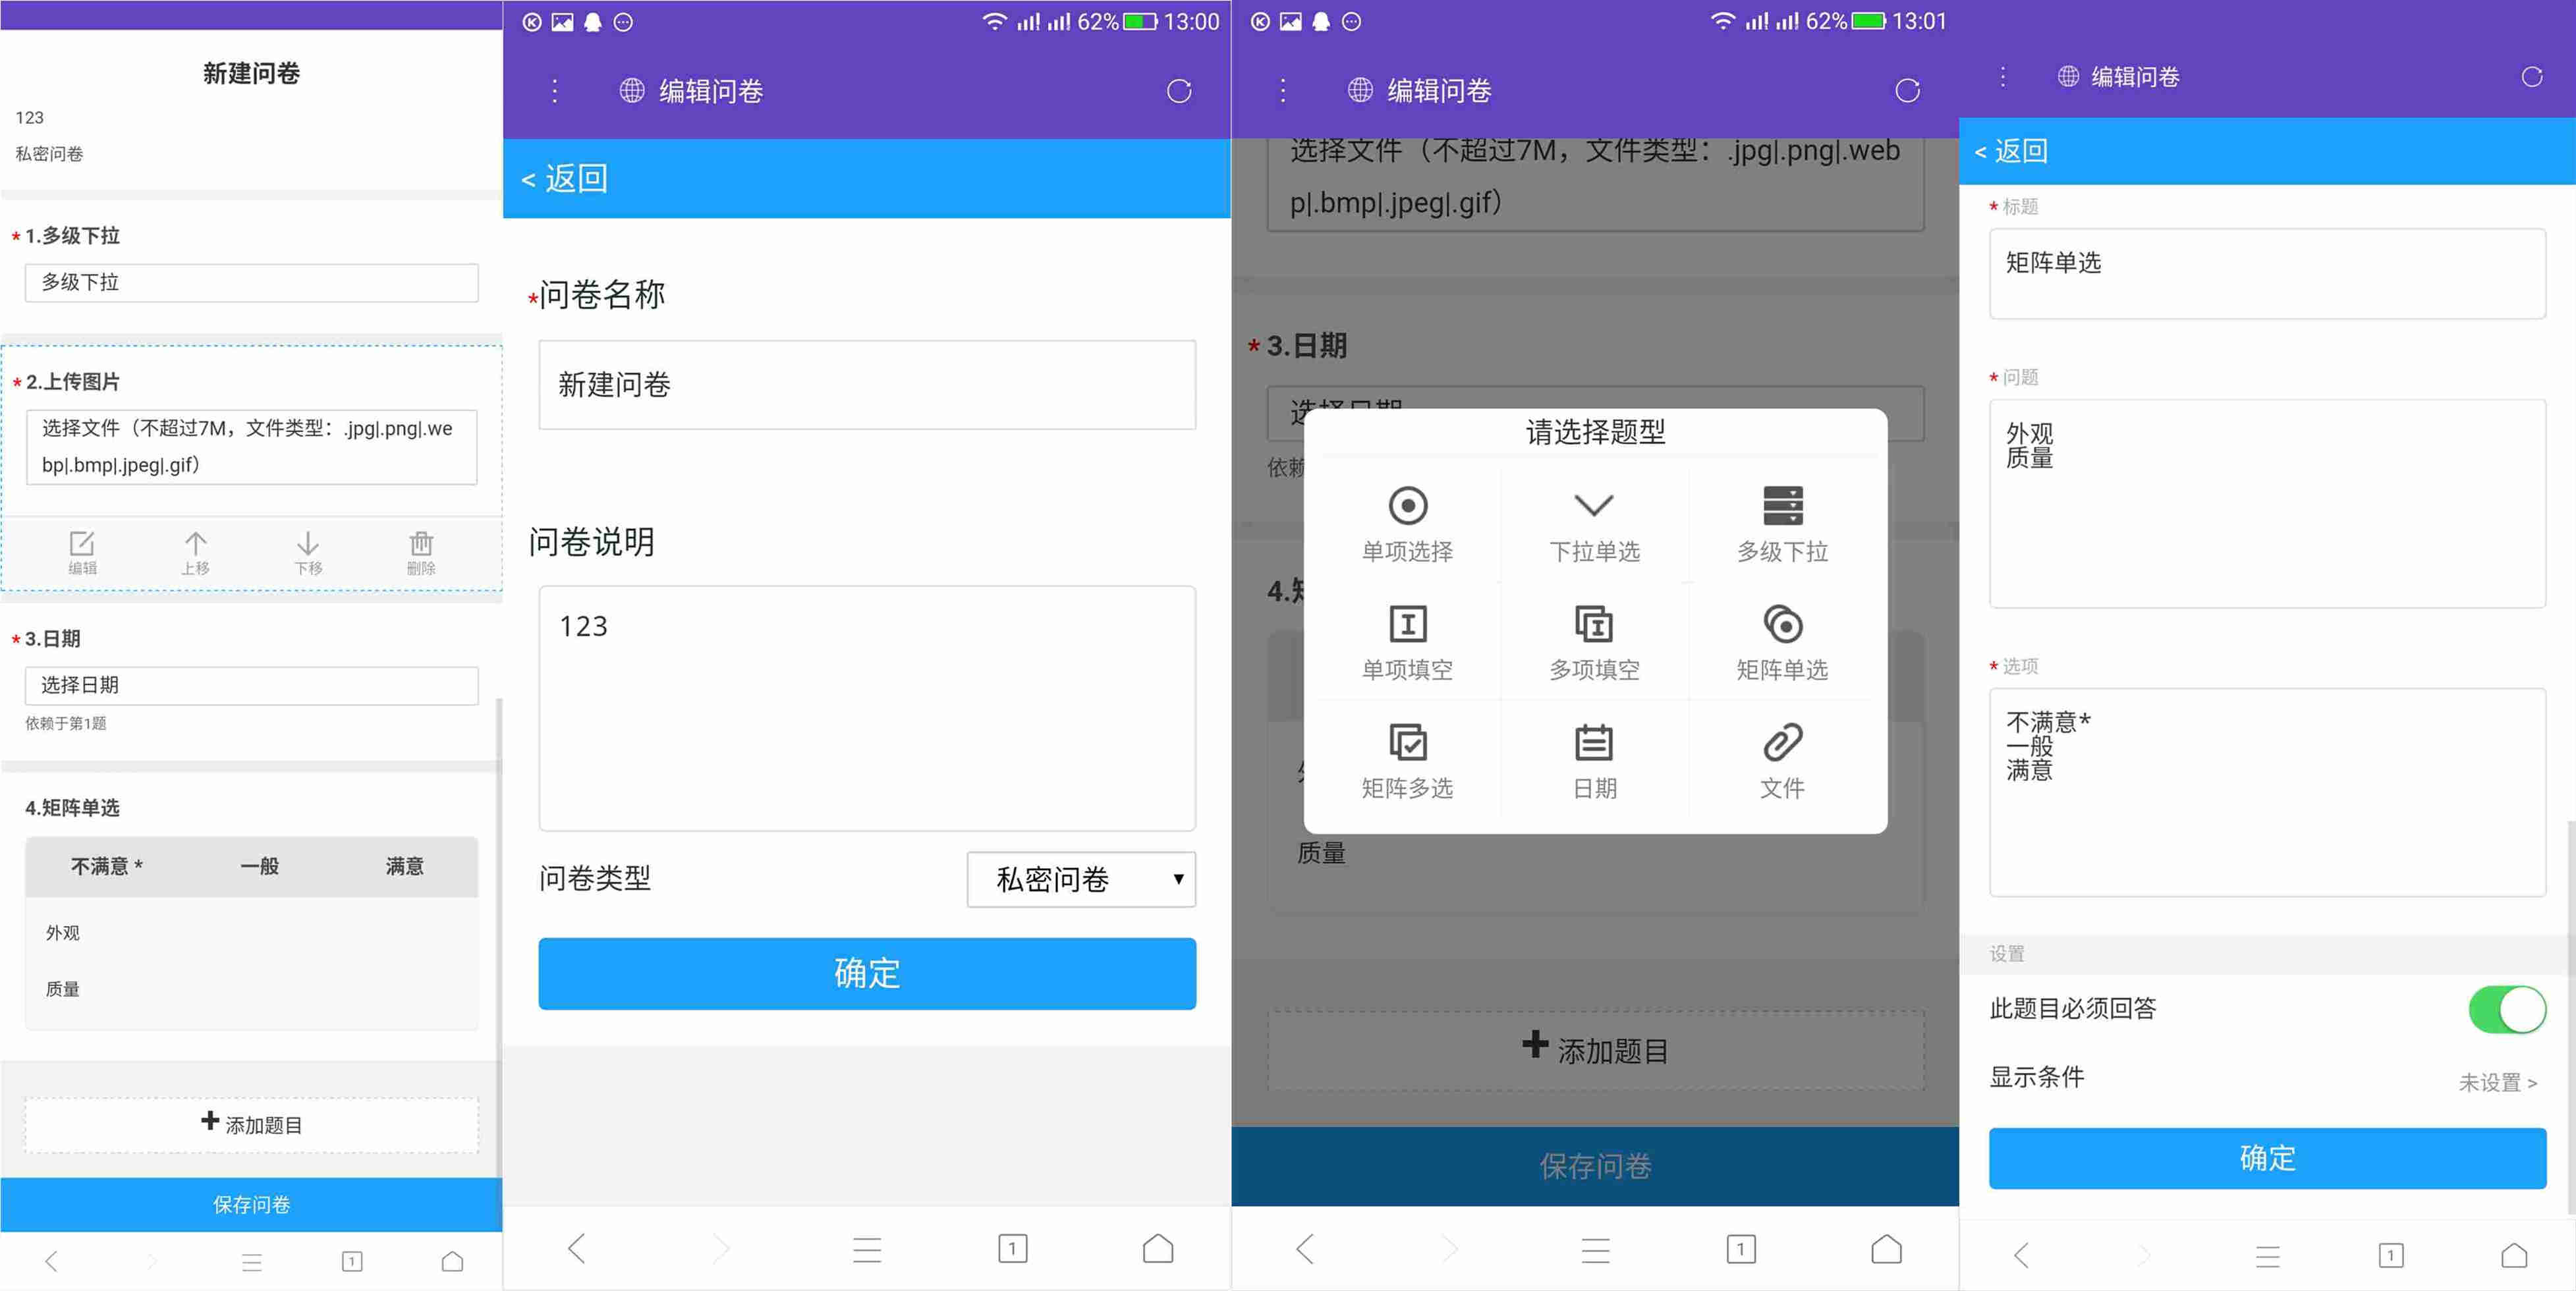 新建问卷
123
私密问卷
* 1.多级下拉
多级下拉
* 2.上传图片
选择文件（不超过7M，文件类型：.jpg|.png|.we
bp|.bmp|.jpeg|.gif）
编辑 上移 下移 删除
* 3.日期
选择日期
依赖于第1题
4.矩阵单选
不满意 * 一般 满意
外观
质量
+ 添加题目
保存问卷
1
62% 13:00
编辑问卷
< 返回
*问卷名称
新建问卷
问卷说明
123
问卷类型 私密问卷
确定
1
62% 13:01
编辑问卷
选择文件（不超过7M，文件类型：.jpg|.png|.web
p|.bmp|.jpeg|.gif）
* 3.日期
选择日期
依赖
请选择题型
单项选择 下拉单选 多级下拉
4.矩
单项填空 多项填空 矩阵单选
矩阵多选 日期 文件
质量
+ 添加题目
保存问卷
1
编辑问卷
< 返回
* 标题
矩阵单选
* 问题
外观
质量
* 选项
不满意*
一般
满意
设置
此题目必须回答
显示条件 未设置 >
确定
1